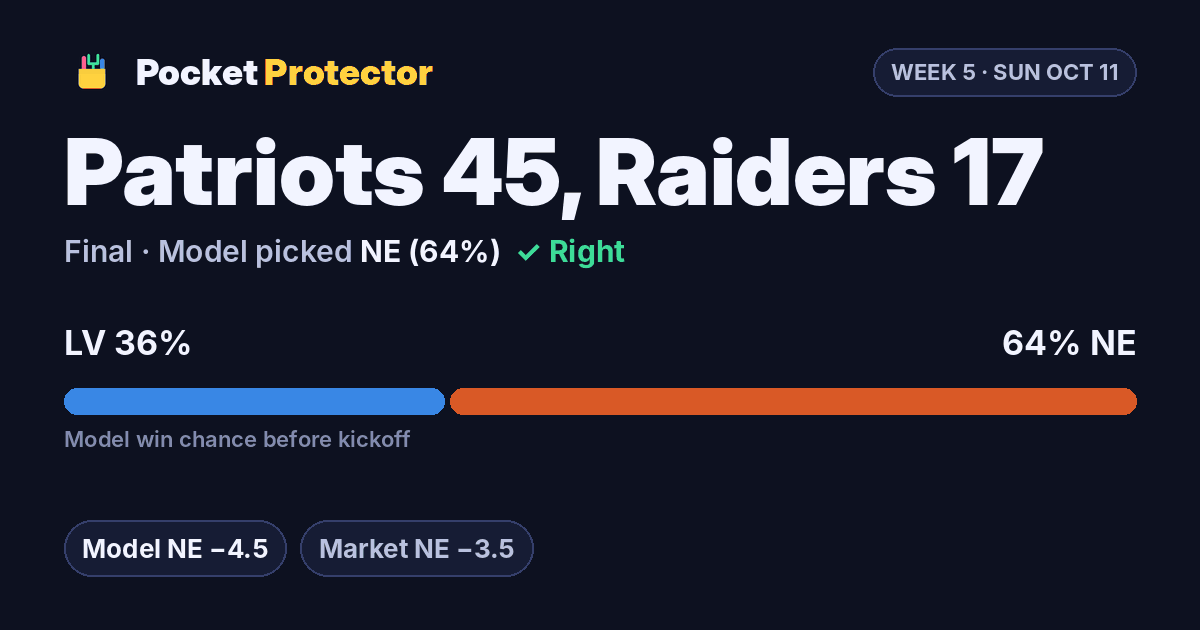 Pocket Protector
WEEK 5 · SUN OCT 11
Patriots 45, Raiders 17
Final · Model picked NE (64%) ✓ Right
LV 36%
64% NE
Model win chance before kickoff
Model NE −4.5
Market NE −3.5